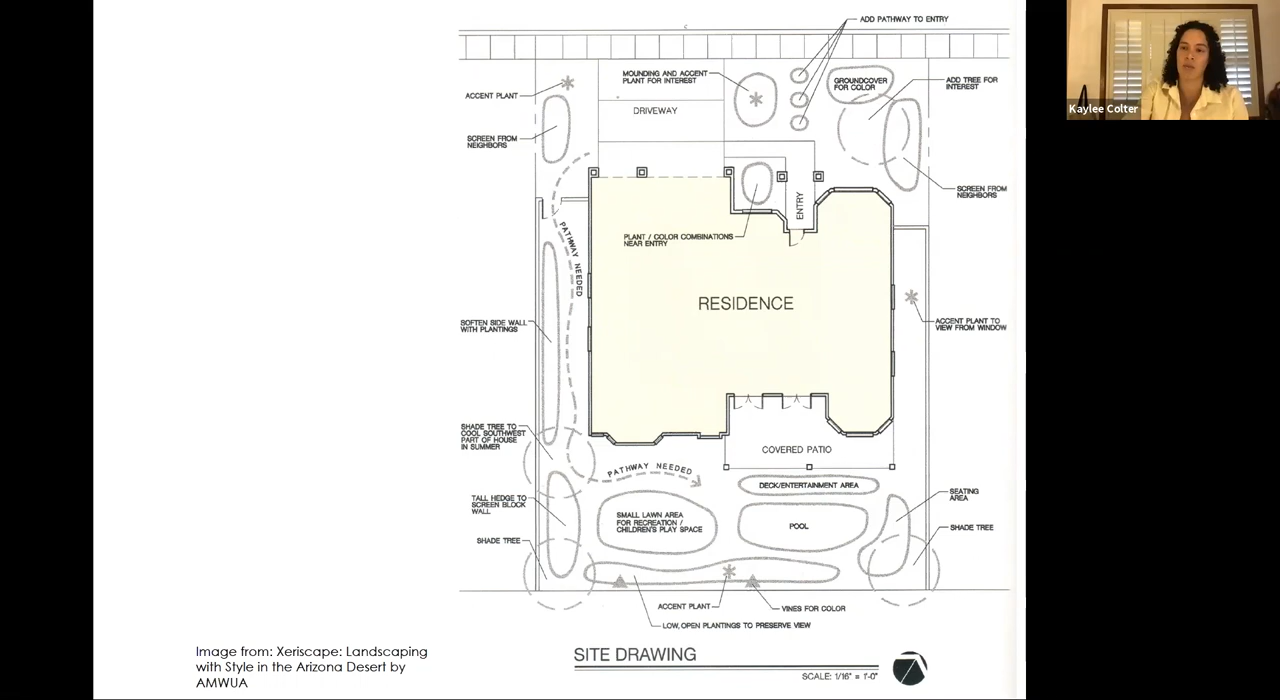 ADD PATHWAY TO ENTRY
MOUNDING AND ACCENT
PLANT FOR INTEREST
GROUNDCOVER
FOR COLOR
ADD TREE FOR
INTEREST
ACCENT PLANT
DRIVEWAY
Kaylee Colter
SCREEN FROM
NEIGHBORS
SCREEN FROM
NEIGHBORS
ENTRY
PATHWAY NEEDED
PLANT / COLOR COMBINATIONS
NEAR ENTRY
RESIDENCE
SOFTEN SIDE WALL
WITH PLANTINGS
ACCENT PLANT TO
VIEW FROM WINDOW
SHADE TREE TO
COOL SOUTHWEST
PART OF HOUSE
IN SUMMER
COVERED PATIO
PATHWAY NEEDED
DECK/ENTERTAINMENT AREA
TALL HEDGE TO
SCREEN BLOCK
WALL
SEATING
AREA
SMALL LAWN AREA
FOR RECREATION /
CHILDREN'S PLAY SPACE
POOL
SHADE TREE
SHADE TREE
ACCENT PLANT
VINES FOR COLOR
LOW, OPEN PLANTINGS TO PRESERVE VIEW
Image from: Xeriscape: Landscaping
with Style in the Arizona Desert by
AMWUA
SITE DRAWING
SCALE: 1/16" = 1'-0"